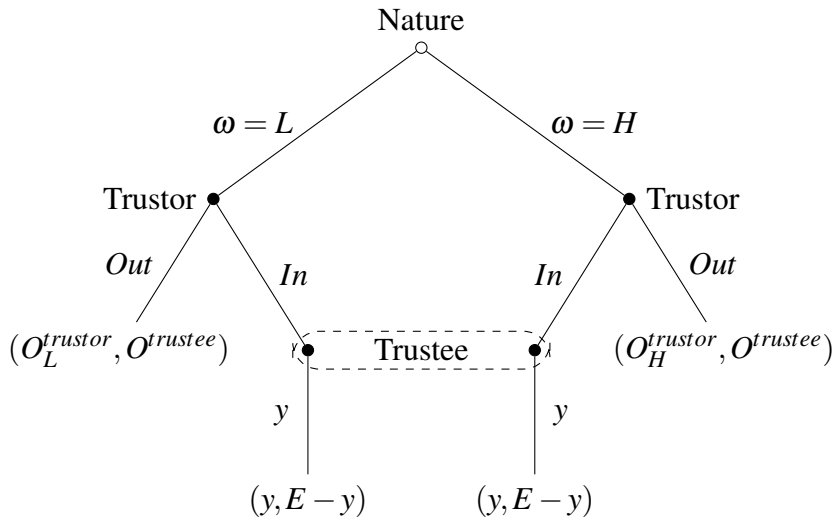 Nature
ω = L
ω = H
Trustor
Trustor
Out
In
In
Out
(O_L^{trustor}, O^{trustee})
Trustee
(O_H^{trustor}, O^{trustee})
y
y
(y, E − y)
(y, E − y)